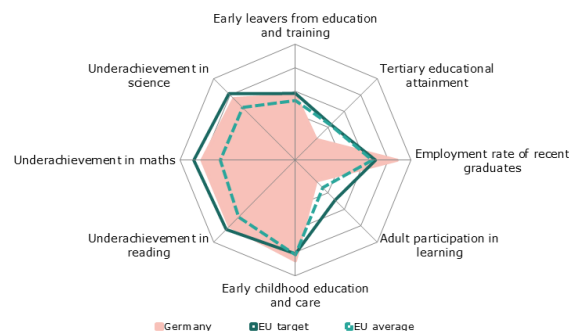 Early leavers from education
and training
Underachievement in
science
Tertiary educational
attainment
Underachievement in maths
Employment rate of recent
graduates
Underachievement in
reading
Adult participation in
learning
Early childhood education
and care
Germany
EU target
EU average